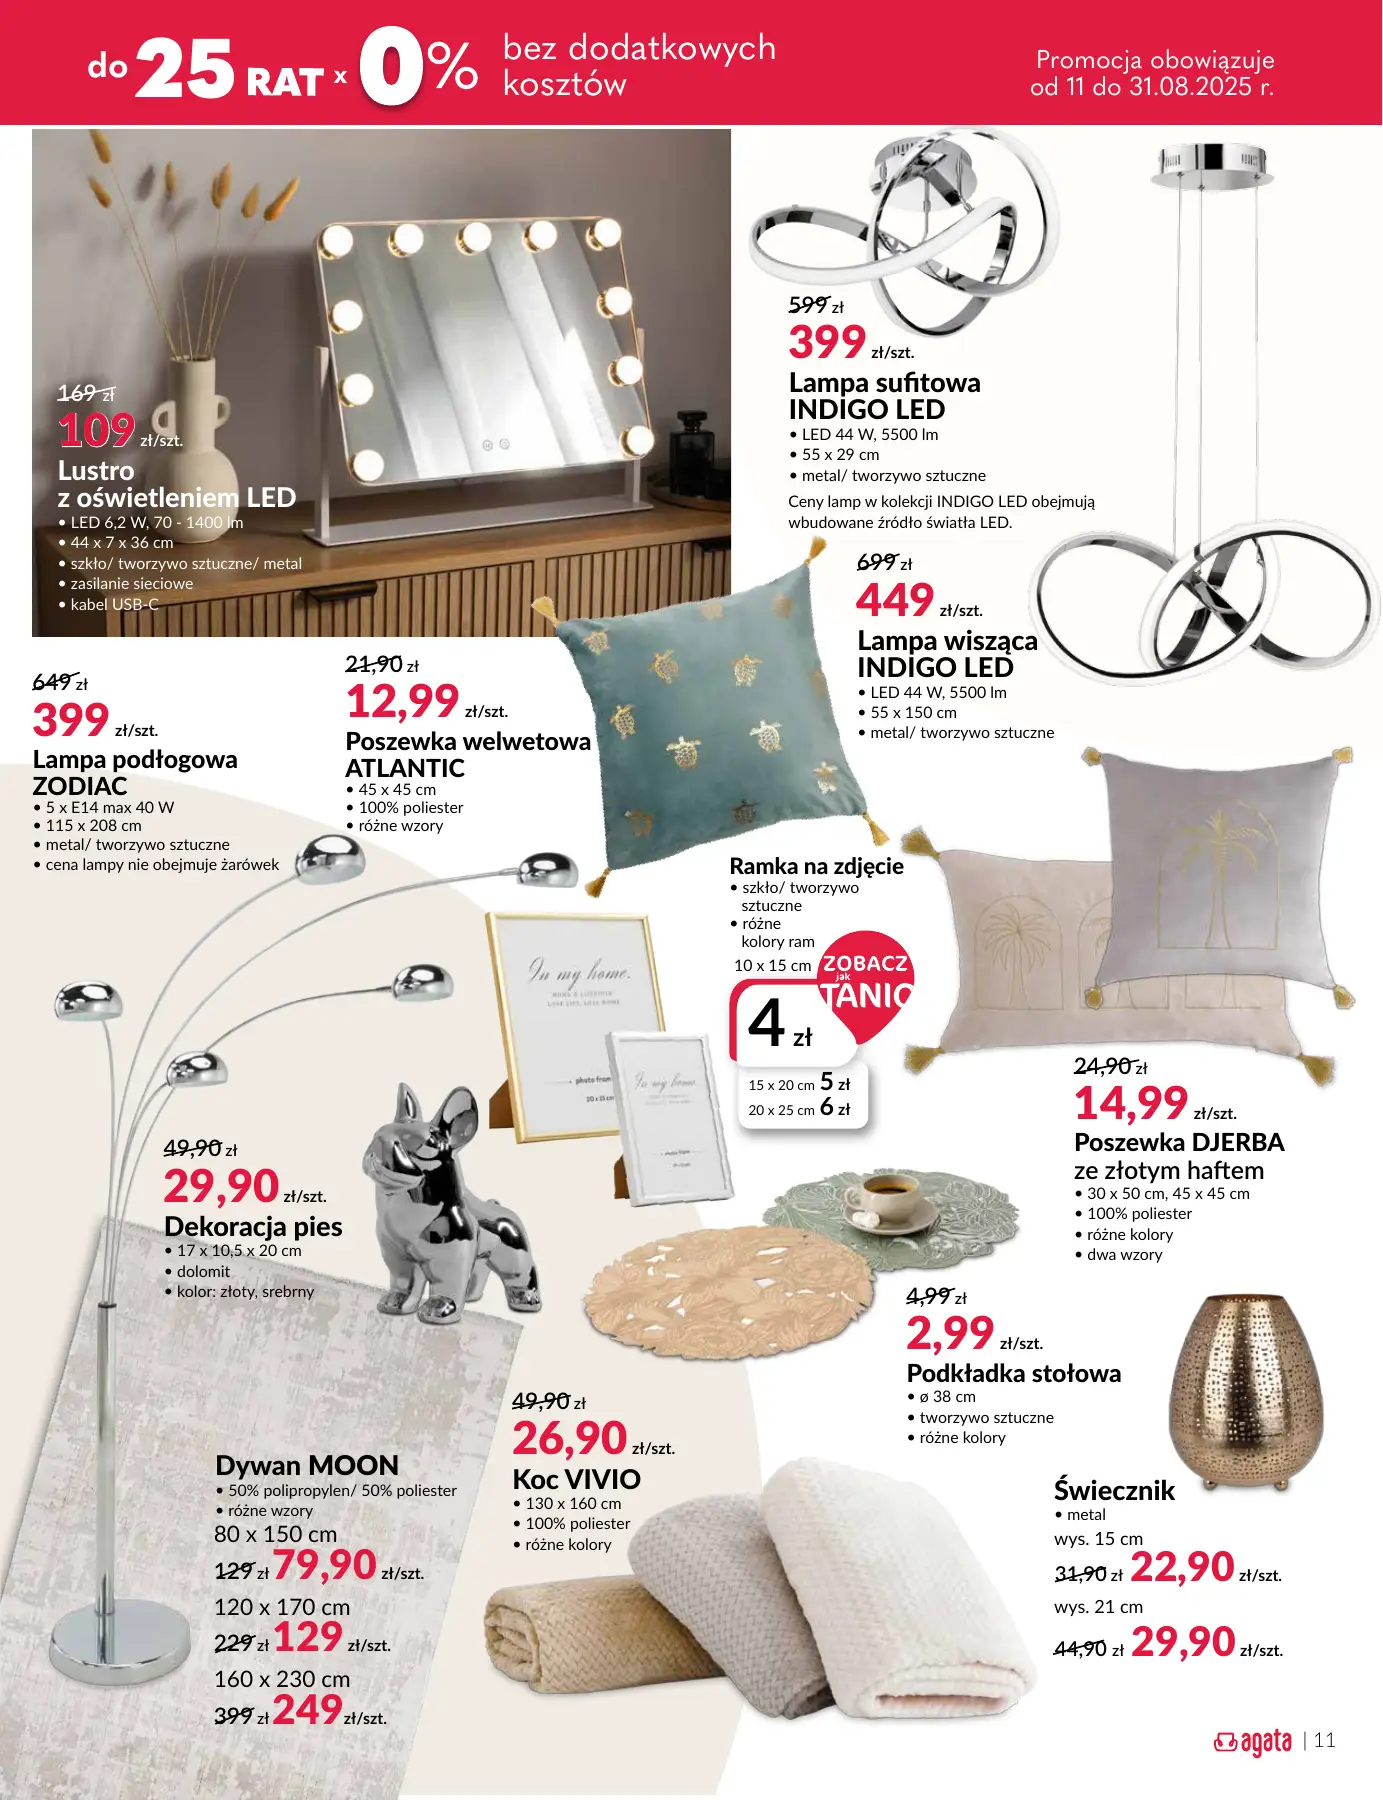 do 25 RAT x 0%
bez dodatkowych
kosztów
Promocja obowiązuje
od 11 do 31.08.2025 r.
169 zł
109 zł/szt.
Lustro
z oświetleniem LED
• LED 6,2 W, 70 - 1400 lm
• 44 x 7 x 36 cm
• szkło/ tworzywo sztuczne/ metal
• zasilanie sieciowe
• kabel USB-C
599 zł
399 zł/szt.
Lampa sufitowa
INDIGO LED
• LED 44 W, 5500 lm
• 55 x 29 cm
• metal/ tworzywo sztuczne
Ceny lamp w kolekcji INDIGO LED obejmują
wbudowane źródło światła LED.
699 zł
449 zł/szt.
Lampa wisząca
INDIGO LED
• LED 44 W, 5500 lm
• 55 x 150 cm
• metal/ tworzywo sztuczne
649 zł
399 zł/szt.
Lampa podłogowa
ZODIAC
• 5 x E14 max 40 W
• 115 x 208 cm
• metal/ tworzywo sztuczne
• cena lampy nie obejmuje żarówek
21,90 zł
12,99 zł/szt.
Poszewka welwetowa
ATLANTIC
• 45 x 45 cm
• 100% poliester
• różne wzory
Ramka na zdjęcie
• szkło/ tworzywo
sztuczne
• różne
kolory ram
10 x 15 cm
ZOBACZ
jak
TANIO
4 zł
15 x 20 cm 5 zł
20 x 25 cm 6 zł
In my home.
photo frame
20 x 25 cm
In my home
24,90 zł
14,99 zł/szt.
Poszewka DJERBA
ze złotym haftem
• 30 x 50 cm, 45 x 45 cm
• 100% poliester
• różne kolory
• dwa wzory
49,90 zł
29,90 zł/szt.
Dekoracja pies
• 17 x 10,5 x 20 cm
• dolomit
• kolor: złoty, srebrny
4,99 zł
2,99 zł/szt.
Podkładka stołowa
• ø 38 cm
• tworzywo sztuczne
• różne kolory
49,90 zł
26,90 zł/szt.
Koc VIVIO
• 130 x 160 cm
• 100% poliester
• różne kolory
Dywan MOON
• 50% polipropylen/ 50% poliester
• różne wzory
80 x 150 cm
129 zł 79,90 zł/szt.
120 x 170 cm
229 zł 129 zł/szt.
160 x 230 cm
399 zł 249 zł/szt.
Świecznik
• metal
wys. 15 cm
31,90 zł 22,90 zł/szt.
wys. 21 cm
44,90 zł 29,90 zł/szt.
agata | 11